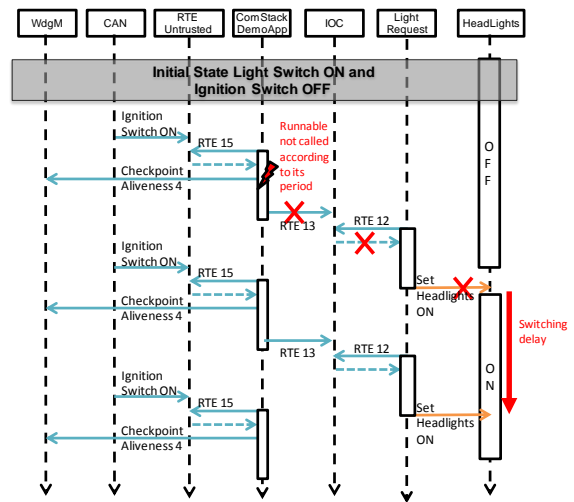 WdgM
CAN
RTE
Untrusted
ComStack
DemoApp
IOC
Light
Request
HeadLights
Initial State Light Switch ON and
Ignition Switch OFF
Ignition
Switch ON
RTE 15
Runnable
not called
according
to its
period
Checkpoint
Aliveness 4
RTE 13
RTE 12
O
F
F
Ignition
Switch ON
RTE 15
Set
Headlights
ON
Checkpoint
Aliveness 4
RTE 13
RTE 12
Switching
delay
O
N
Ignition
Switch ON
RTE 15
Set
Headlights
ON
Checkpoint
Aliveness 4